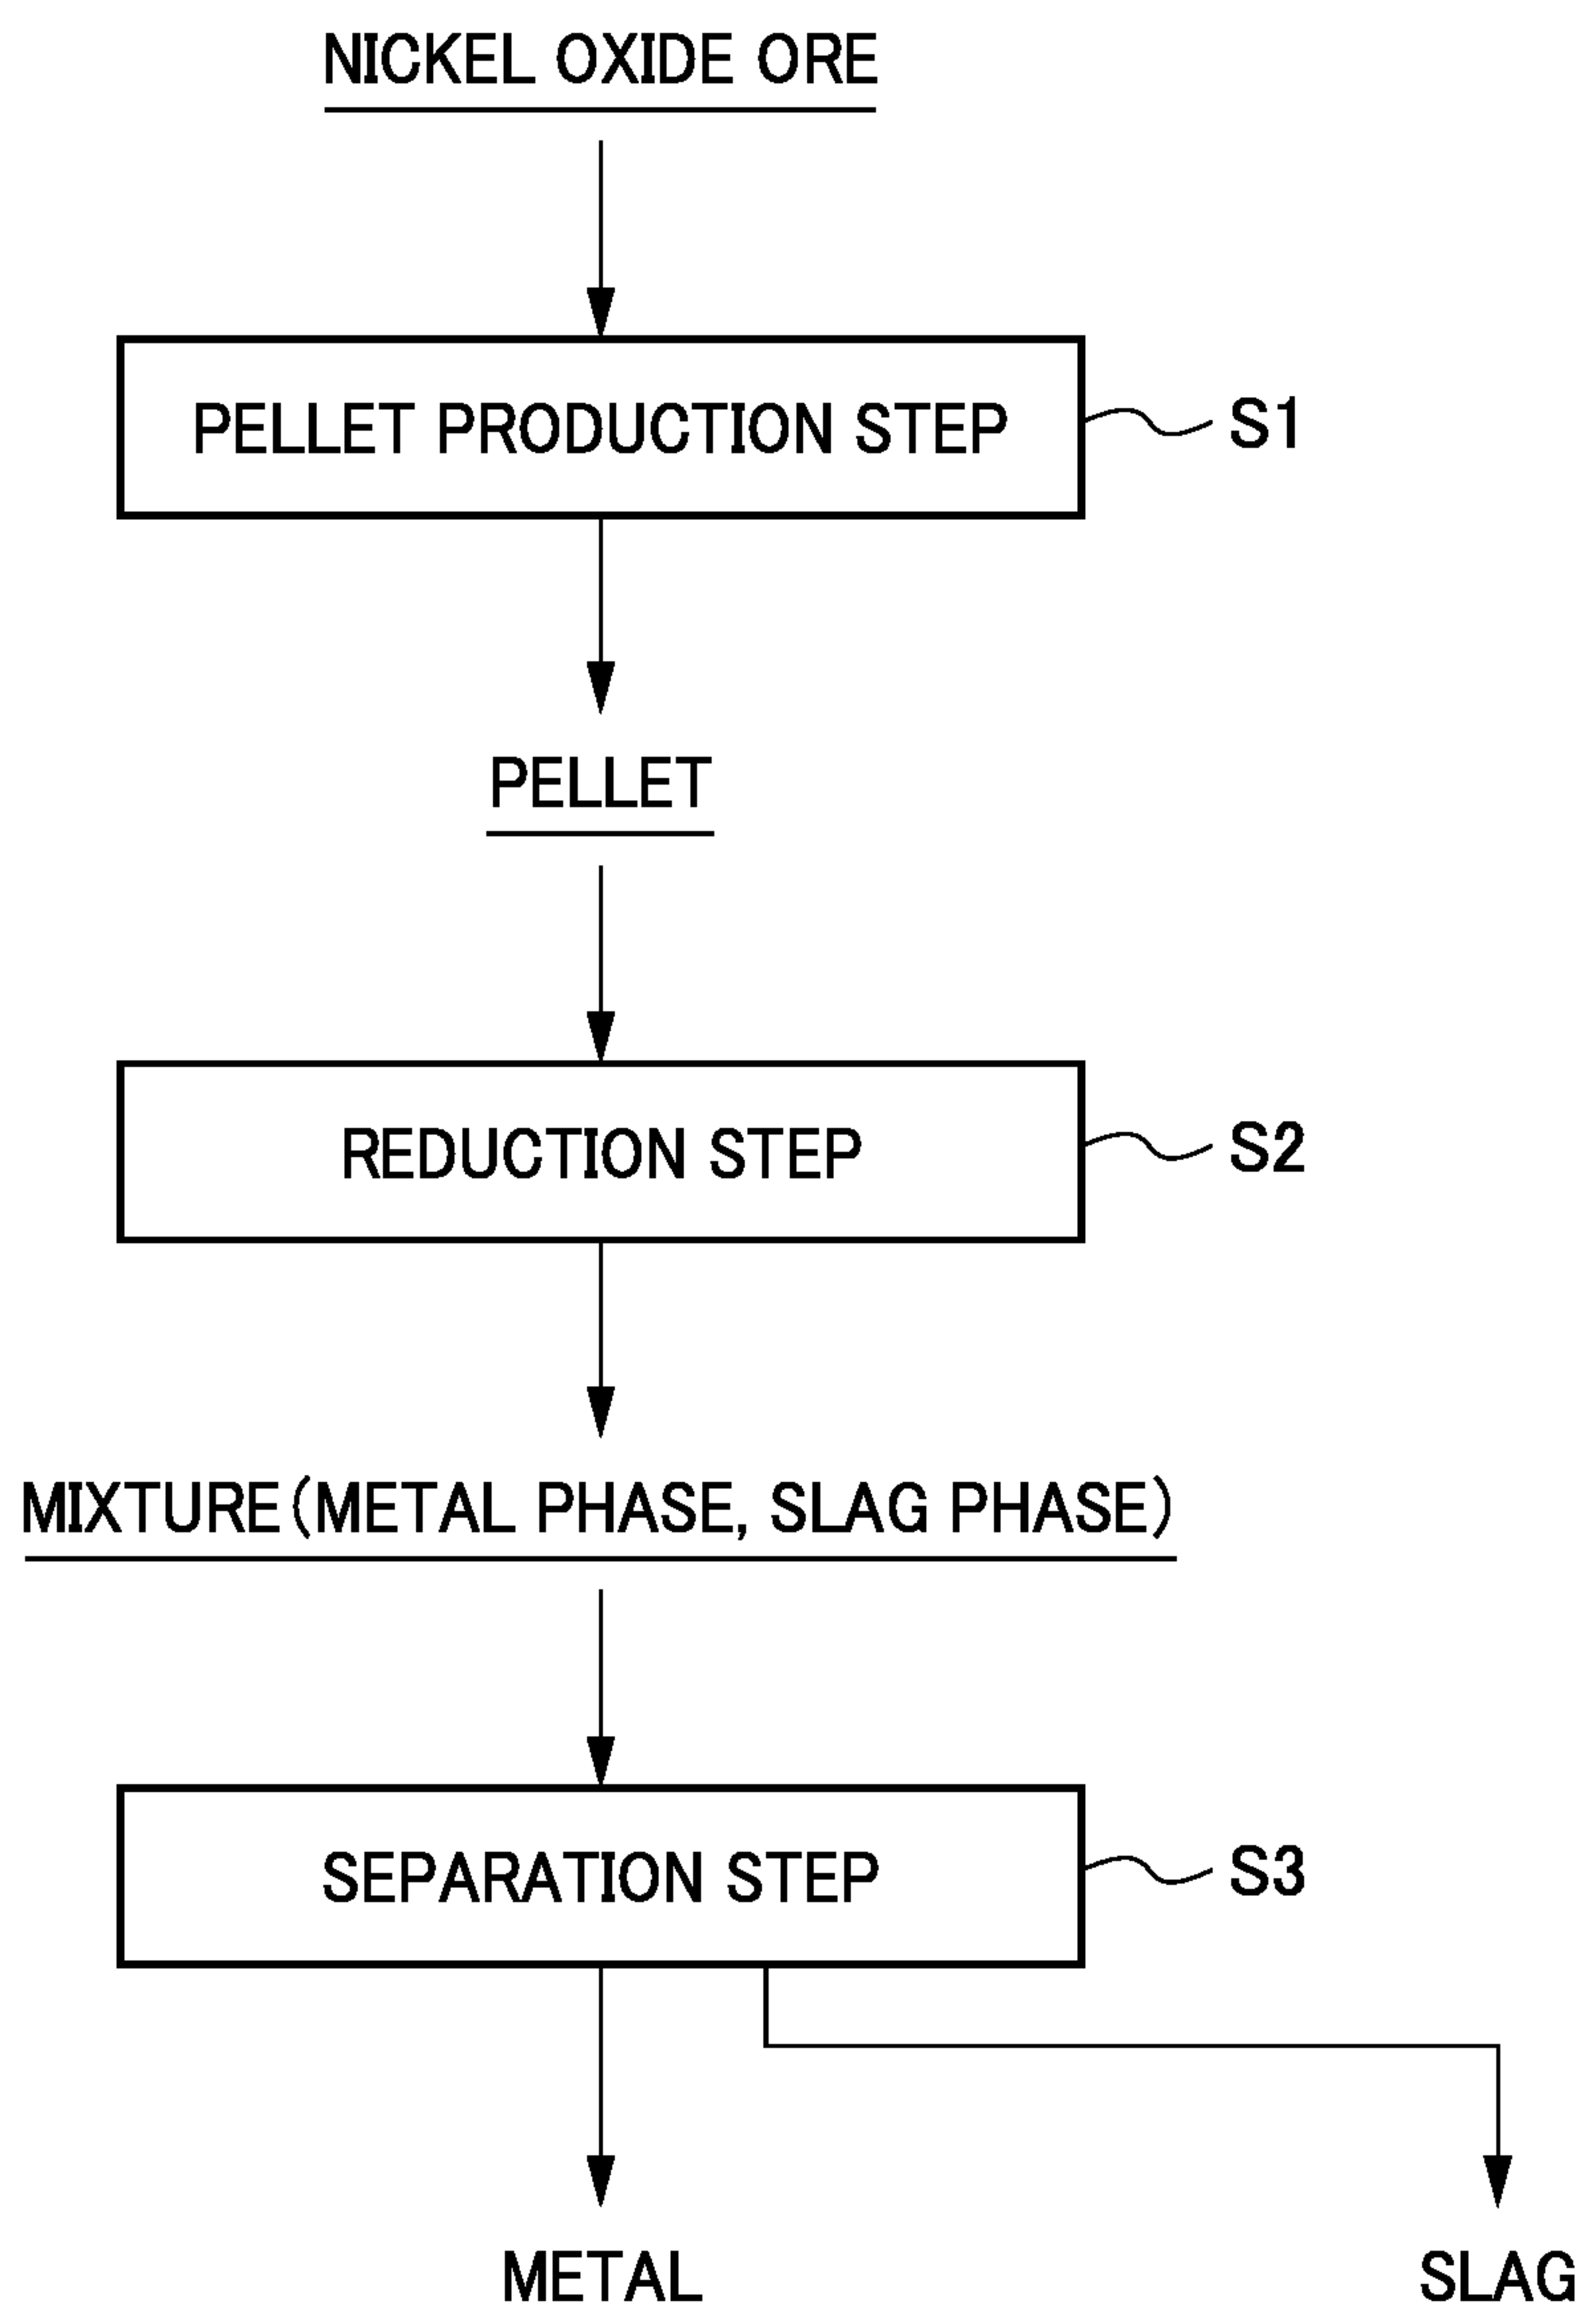 NICKEL OXIDE ORE
PELLET PRODUCTION STEP
S1
PELLET
REDUCTION STEP
S2
MIXTURE(METAL PHASE, SLAG PHASE)
SEPARATION STEP
S3
METAL
SLAG